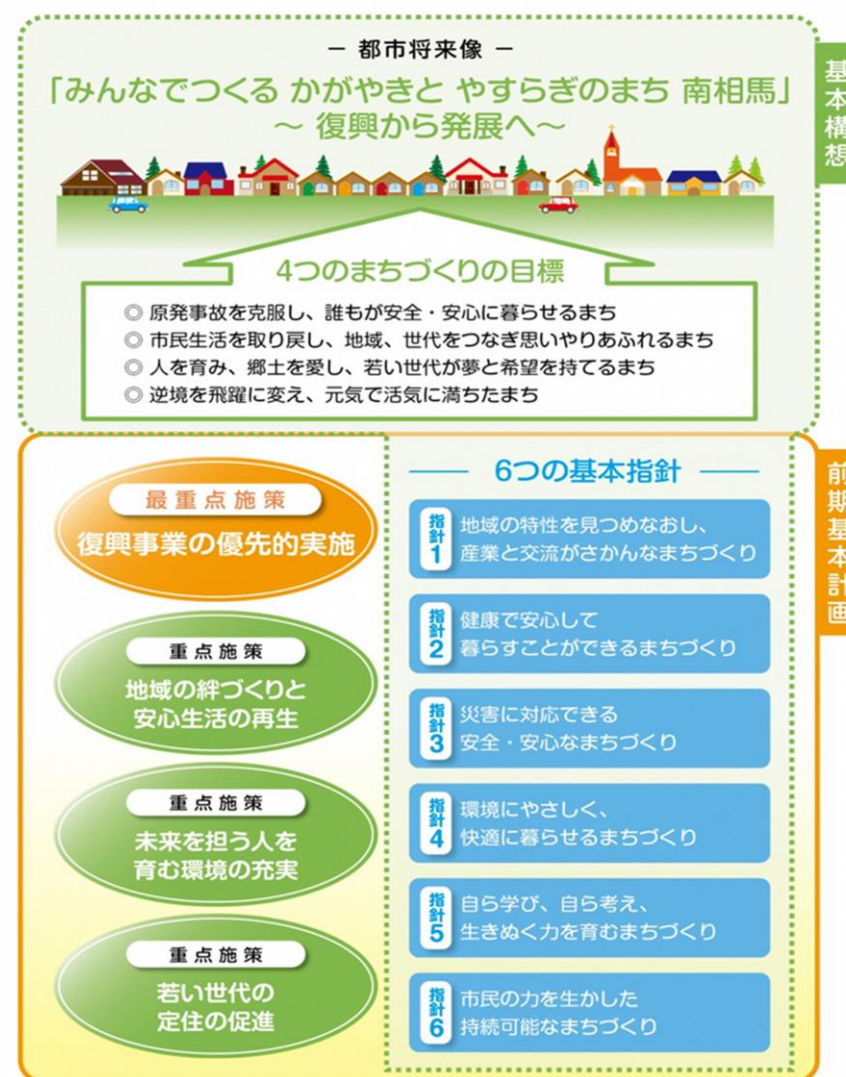 ― 都市将来像 ―
「みんなでつくる かがやきと やすらぎのまち 南相馬」
～ 復興から発展へ～
基本構想
4つのまちづくりの目標
◎ 原発事故を克服し、誰もが安全・安心に暮らせるまち
◎ 市民生活を取り戻し、地域、世代をつなぎ思いやりあふれるまち
◎ 人を育み、郷土を愛し、若い世代が夢と希望を持てるまち
◎ 逆境を飛躍に変え、元気で活気に満ちたまち
前期基本計画
最重点施策
復興事業の優先的実施
重点施策
地域の絆づくりと
安心生活の再生
重点施策
未来を担う人を
育む環境の充実
重点施策
若い世代の
定住の促進
6つの基本指針
指針1
地域の特性を見つめなおし、
産業と交流がさかんなまちづくり
指針2
健康で安心して
暮らすことができるまちづくり
指針3
災害に対応できる
安全・安心なまちづくり
指針4
環境にやさしく、
快適に暮らせるまちづくり
指針5
自ら学び、自ら考え、
生きぬく力を育むまちづくり
指針6
市民の力を生かした
持続可能なまちづくり